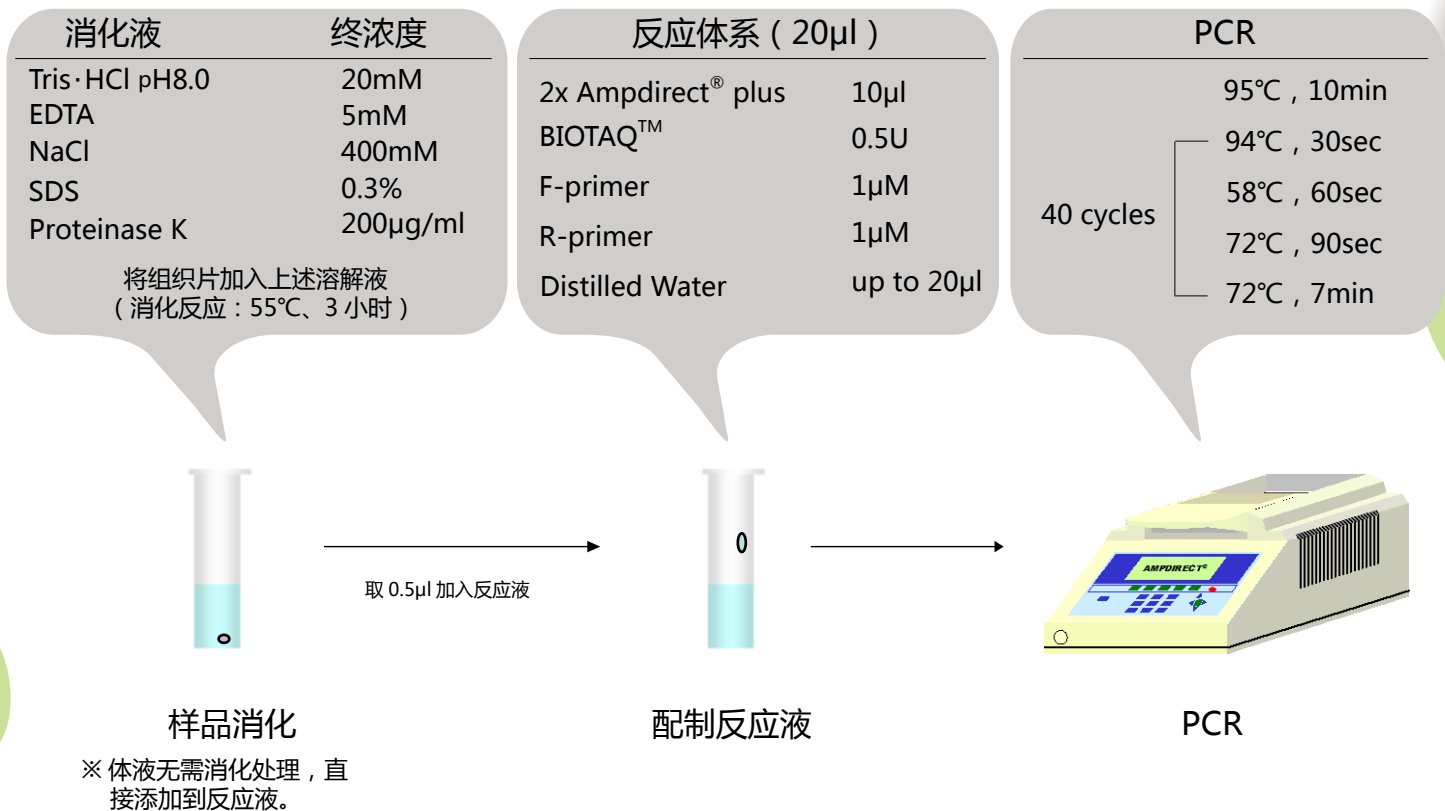 消化液 终浓度
Tris·HCl pH8.0 20mM
EDTA 5mM
NaCl 400mM
SDS 0.3%
Proteinase K 200μg/ml
将组织片加入上述溶解液
（消化反应：55℃、3 小时）
反应体系（20μl）
2x Ampdirect® plus 10μl
BIOTAQ™ 0.5U
F-primer 1μM
R-primer 1μM
Distilled Water up to 20μl
PCR
95℃，10min
94℃，30sec
58℃，60sec
40 cycles
72℃，90sec
72℃，7min
取 0.5μl 加入反应液
AMPDIRECT®
样品消化
※ 体液无需消化处理，直
接添加到反应液。
配制反应液
PCR